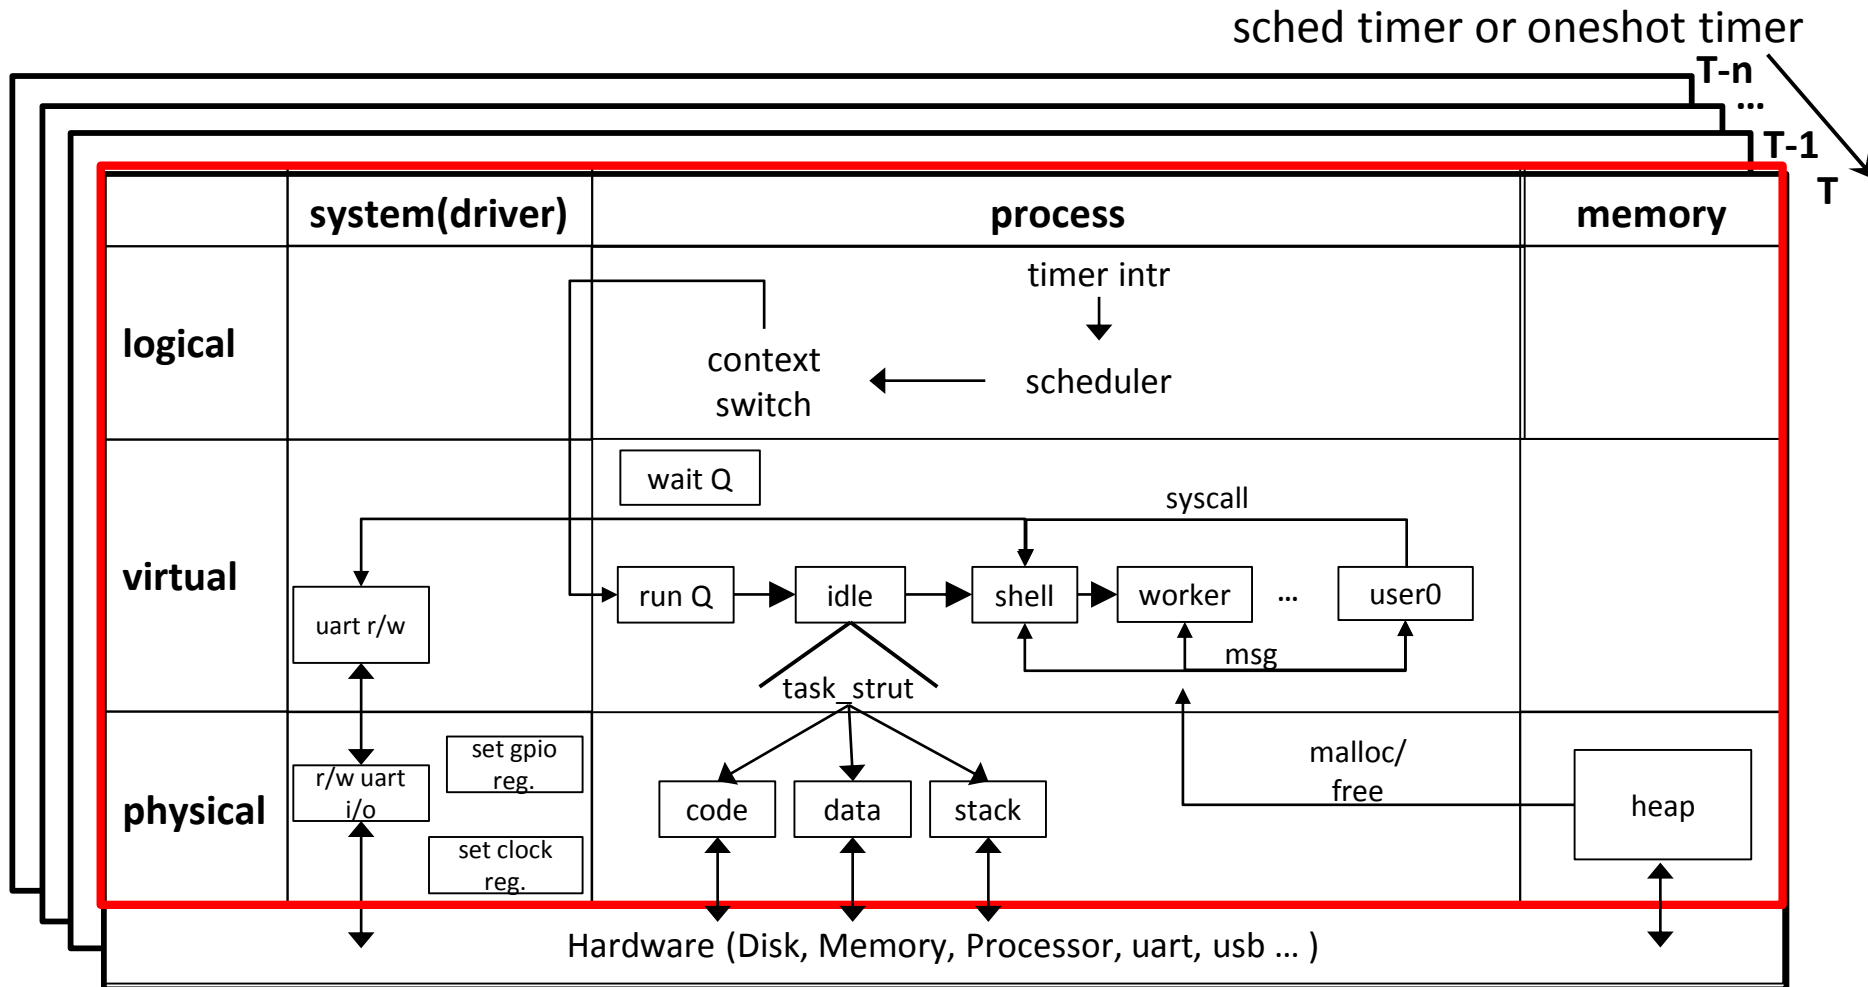 sched timer or oneshot timer
T-n
...
T-1
T
system(driver)
process
memory
logical
timer intr
context
switch
scheduler
virtual
wait Q
syscall
uart r/w
run Q
idle
shell
worker
...
user0
msg
task_strut
physical
r/w uart
i/o
set gpio
reg.
set clock
reg.
code
data
stack
malloc/
free
heap
Hardware (Disk, Memory, Processor, uart, usb ... )